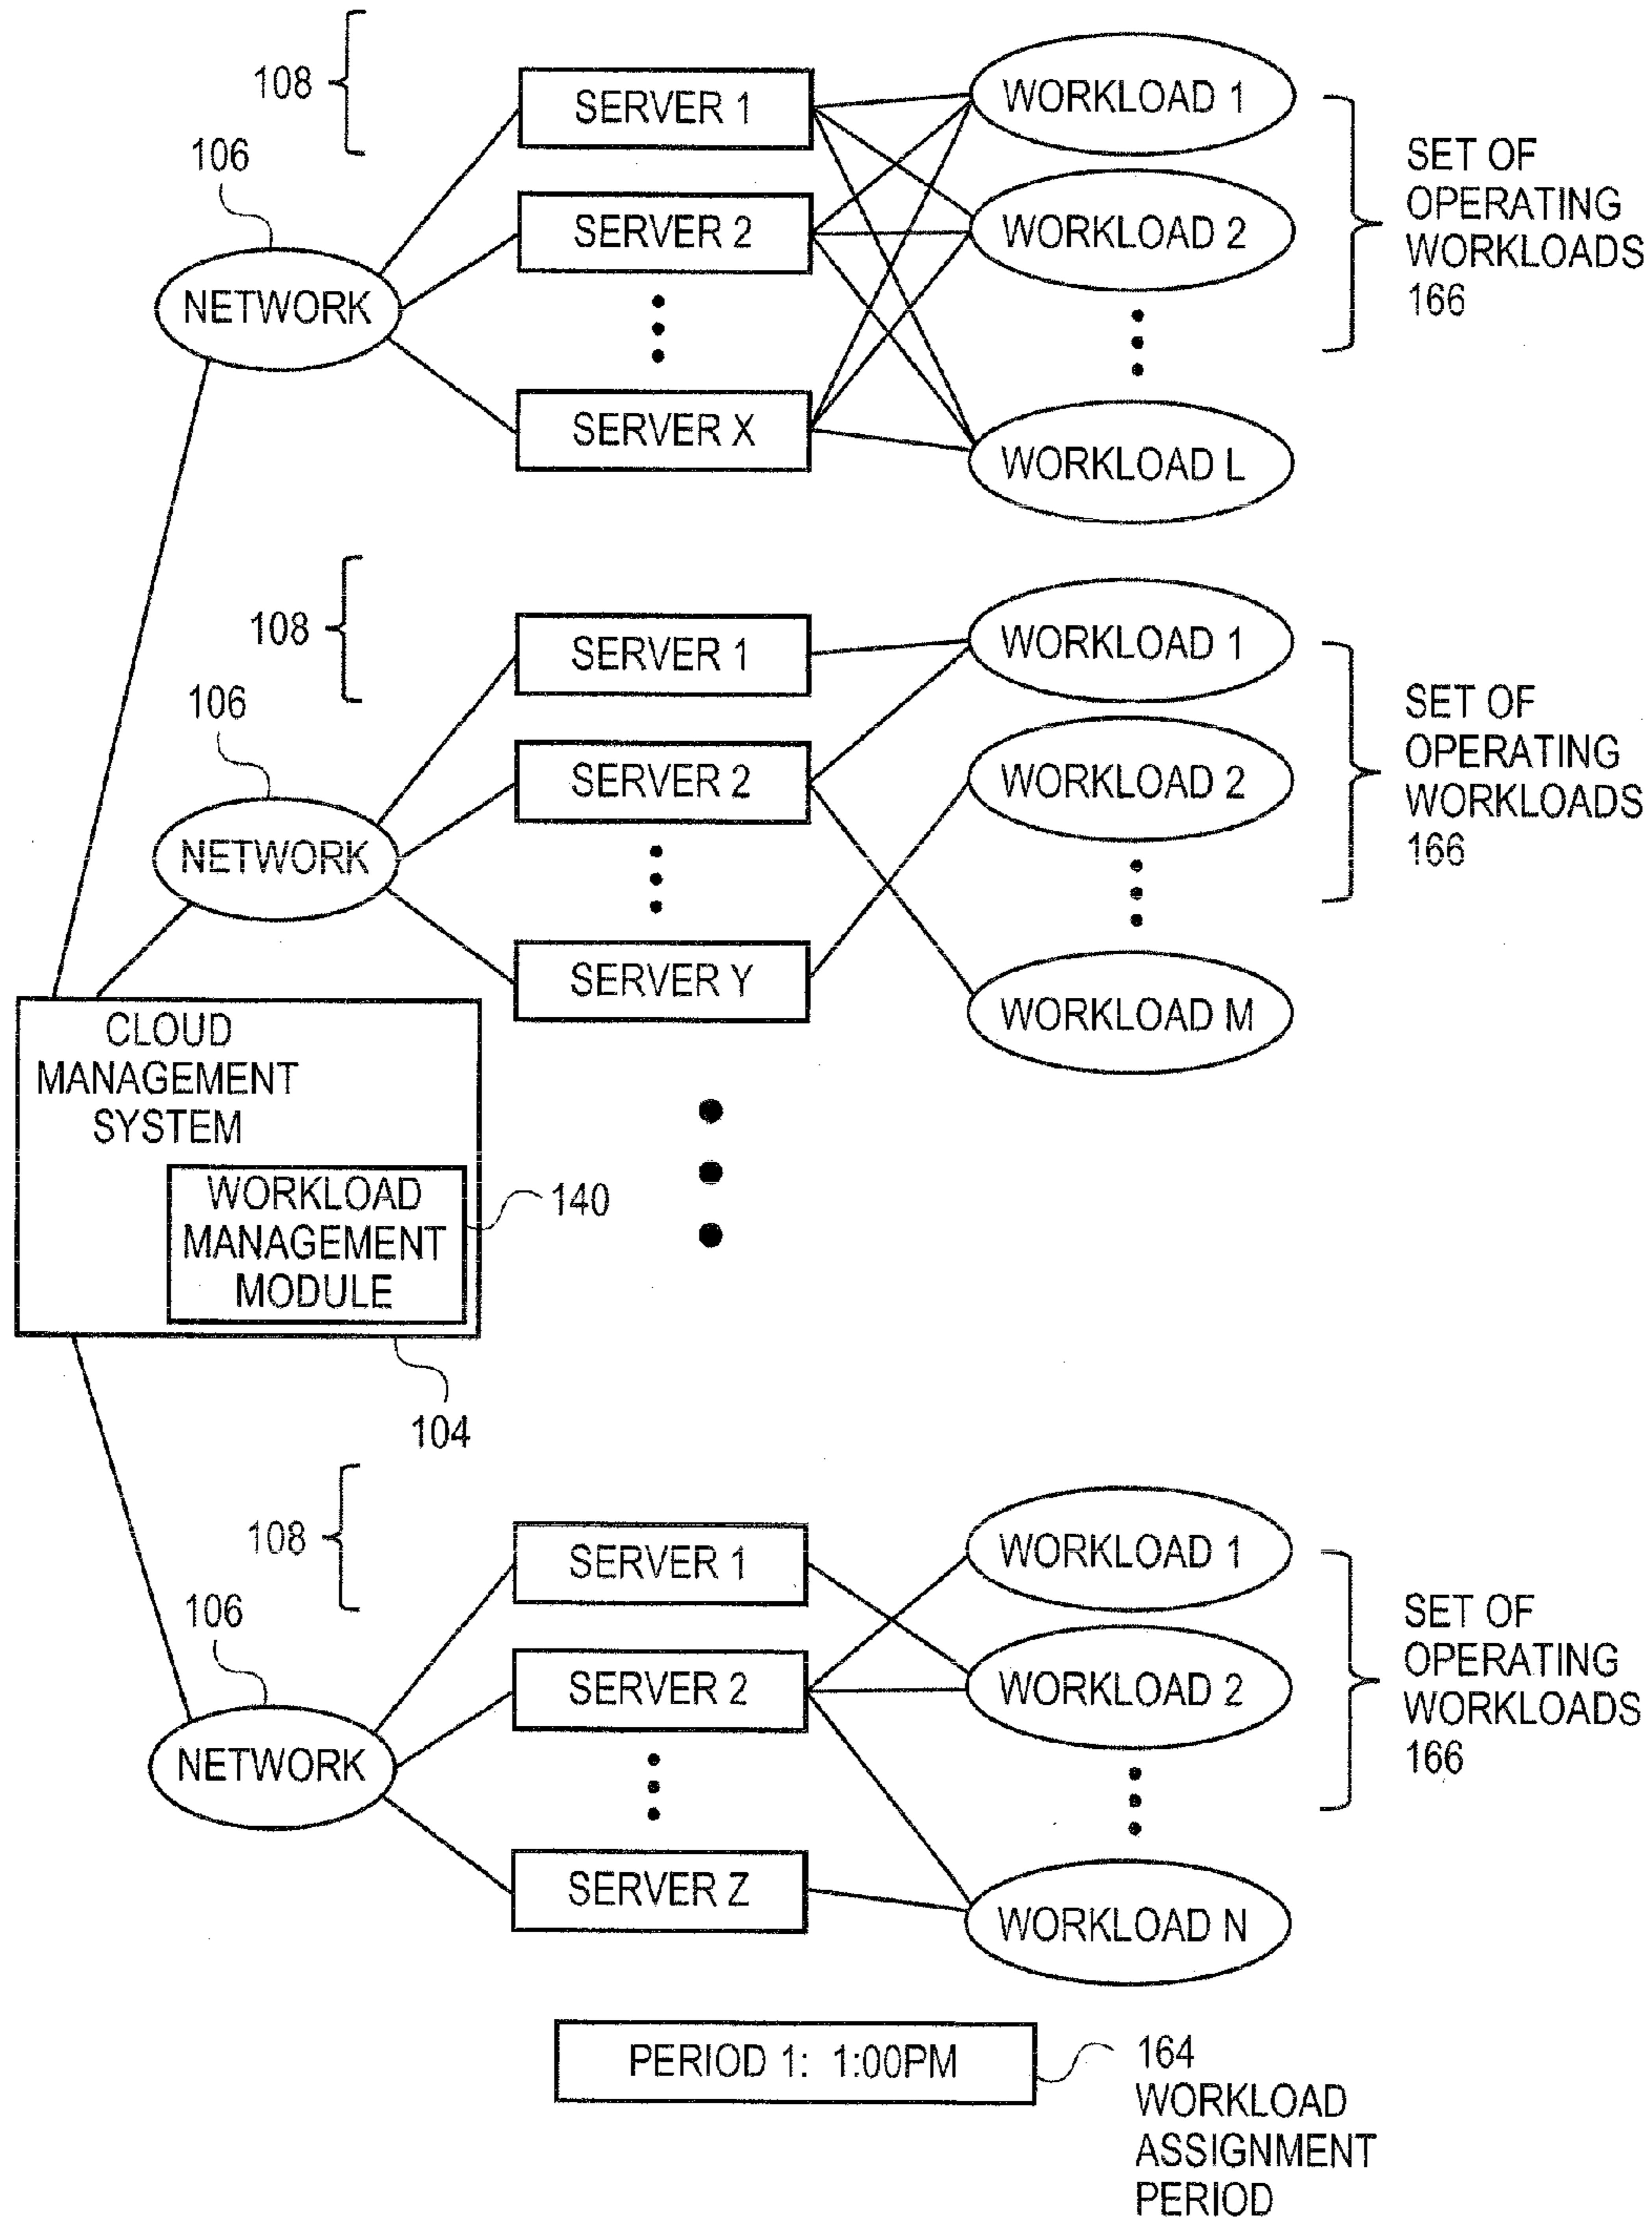 108
106
NETWORK
SERVER 1
SERVER 2
SERVER X
WORKLOAD 1
WORKLOAD 2
WORKLOAD L
SET OF
OPERATING
WORKLOADS
166
108
106
NETWORK
SERVER 1
SERVER 2
SERVER Y
WORKLOAD 1
WORKLOAD 2
WORKLOAD M
SET OF
OPERATING
WORKLOADS
166
CLOUD
MANAGEMENT
SYSTEM
WORKLOAD
MANAGEMENT
MODULE
140
104
108
106
NETWORK
SERVER 1
SERVER 2
SERVER Z
WORKLOAD 1
WORKLOAD 2
WORKLOAD N
SET OF
OPERATING
WORKLOADS
166
PERIOD 1: 1:00PM
164
WORKLOAD
ASSIGNMENT
PERIOD